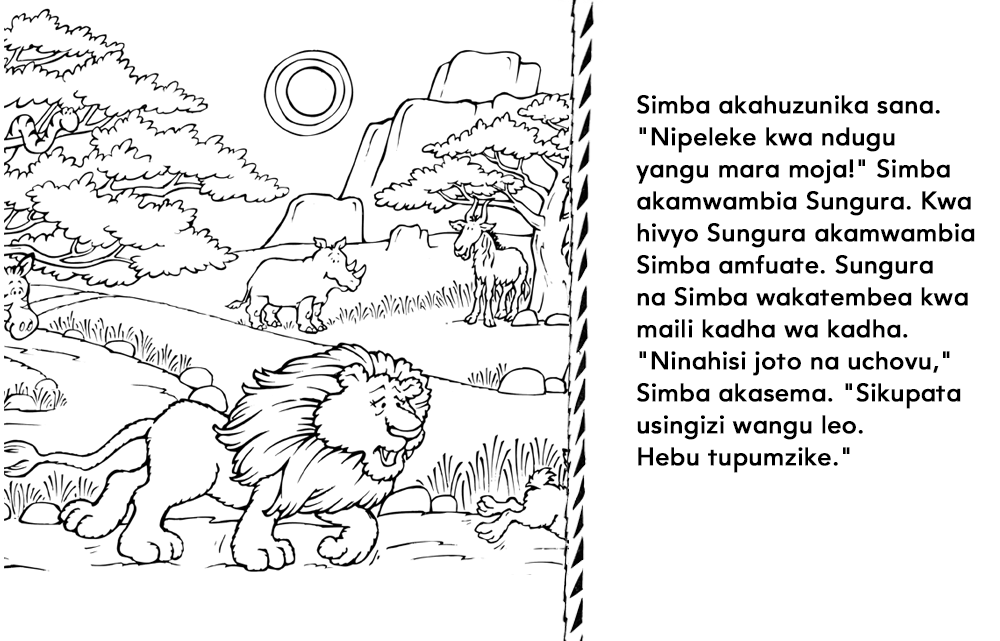 Simba akahuzunika sana.
"Nipeleke kwa ndugu
yangu mara moja!" Simba
akamwambia Sungura. Kwa
hivyo Sungura akamwambia
Simba amfuate. Sungura
na Simba wakatembea kwa
maili kadha wa kadha.
"Ninahisi joto na uchovu,"
Simba akasema. "Sikupata
usingizi wangu leo.
Hebu tupumzike."